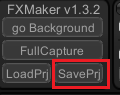 FXMaker v1.3.2
go Background
FullCapture
LoadPrj SavePrj